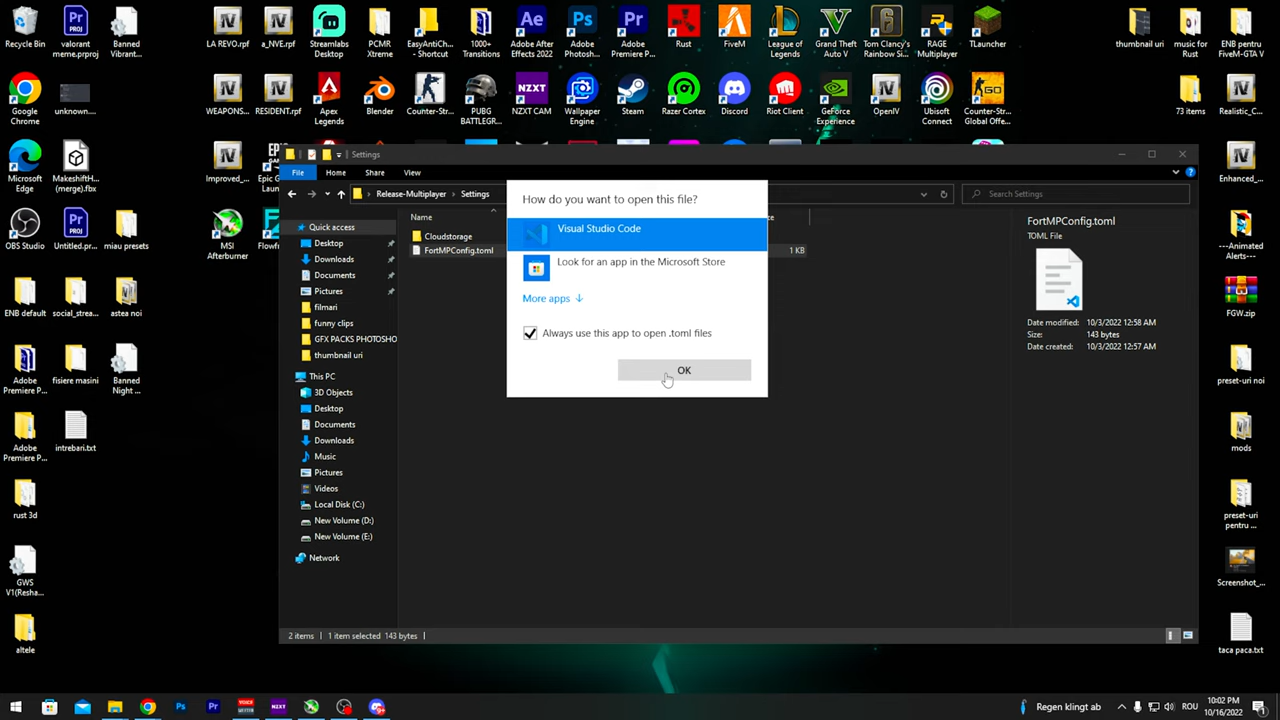 Recycle Bin
valorant
meme.prproj
Banned
Vibrant...
LA REVO.rpf
a_NVE.rpf
Streamlabs
Desktop
PCMR
Xtreme
EasyAntiCh...
- Shortcut
1000+
Transitions
Adobe After
Effects 2022
Adobe
Photosh...
Adobe
Premiere P...
Rust
FiveM
League of
Legends
Grand Theft
Auto V
Tom Clancy's
Rainbow Si...
RAGE
Multiplayer
TLauncher
thumbnail uri
music for
Rust
ENB pentru
FiveM-GTA V
Google
Chrome
unknown...
WEAPONS...
RESIDENT.rpf
Apex
Legends
Blender
Counter-Str...
PUBG
BATTLEGR...
NZXT CAM
Wallpaper
Engine
Steam
Razer Cortex
Discord
Riot Client
GeForce
Experience
OpenIV
Ubisoft
Connect
Counter-Str...
Global Offe...
73 items
Realistic_C...
Microsoft
Edge
MakeshiftH...
(merge).fbx
Improved_...
Epic Ga...
L...
Enhanced_...
OBS Studio
Untitled.pr...
miau presets
MSI
Afterburner
Flowfr...
---Animated
Alerts---...
ENB default
social_strea...
astea noi
FGW.zip
Adobe
Premiere P...
fisiere masini
Banned
Night ...
preset-uri noi
Adobe
Premiere P...
intrebari.txt
mods
rust 3d
preset-uri
pentru ...
GWS
V1(Resha...
Screenshot_...
altele
taca paca.txt
Settings
File
Home
Share
View
Release-Multiplayer
Settings
Search Settings
Quick access
Desktop
Downloads
Documents
Pictures
filmari
funny clips
GFX PACKS PHOTOSHO
thumbnail uri
This PC
3D Objects
Desktop
Documents
Downloads
Music
Pictures
Videos
Local Disk (C:)
New Volume (D:)
New Volume (E:)
Network
Name
Cloudstorage
FortMPConfig.toml
1 KB
How do you want to open this file?
Visual Studio Code
Look for an app in the Microsoft Store
More apps ↓
Always use this app to open .toml files
OK
FortMPConfig.toml
TOML File
Date modified: 10/3/2022 12:58 AM
Size: 143 bytes
Date created: 10/3/2022 12:57 AM
2 items
1 item selected 143 bytes
Regen klingt ab
ROU
10:02 PM
10/16/2022